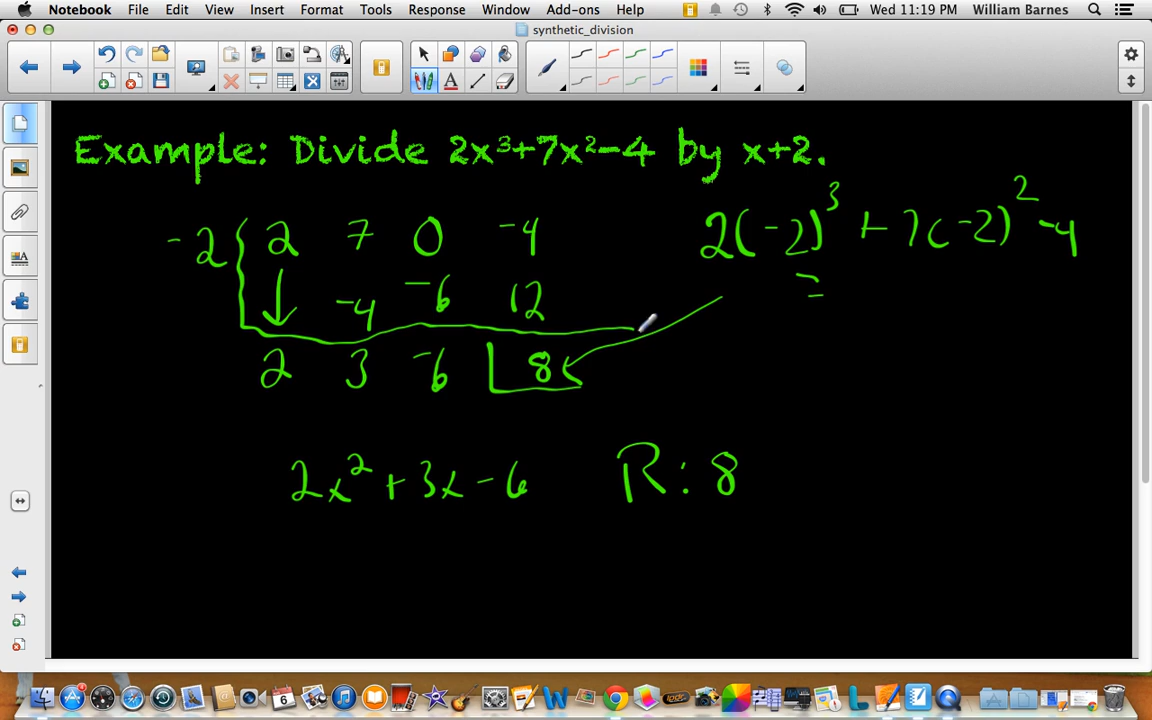 Notebook File Edit View Insert Format Tools Response Window Add-ons Help Wed 11:19 PM William Barnes
synthetic_division
Example: Divide 2x³+7x²-4 by x+2.
-2 2 7 0 -4
-4 -6 12
2 3 -6 8
2(-2)³ + 7(-2)² -4
=
2x² + 3x - 6 R: 8